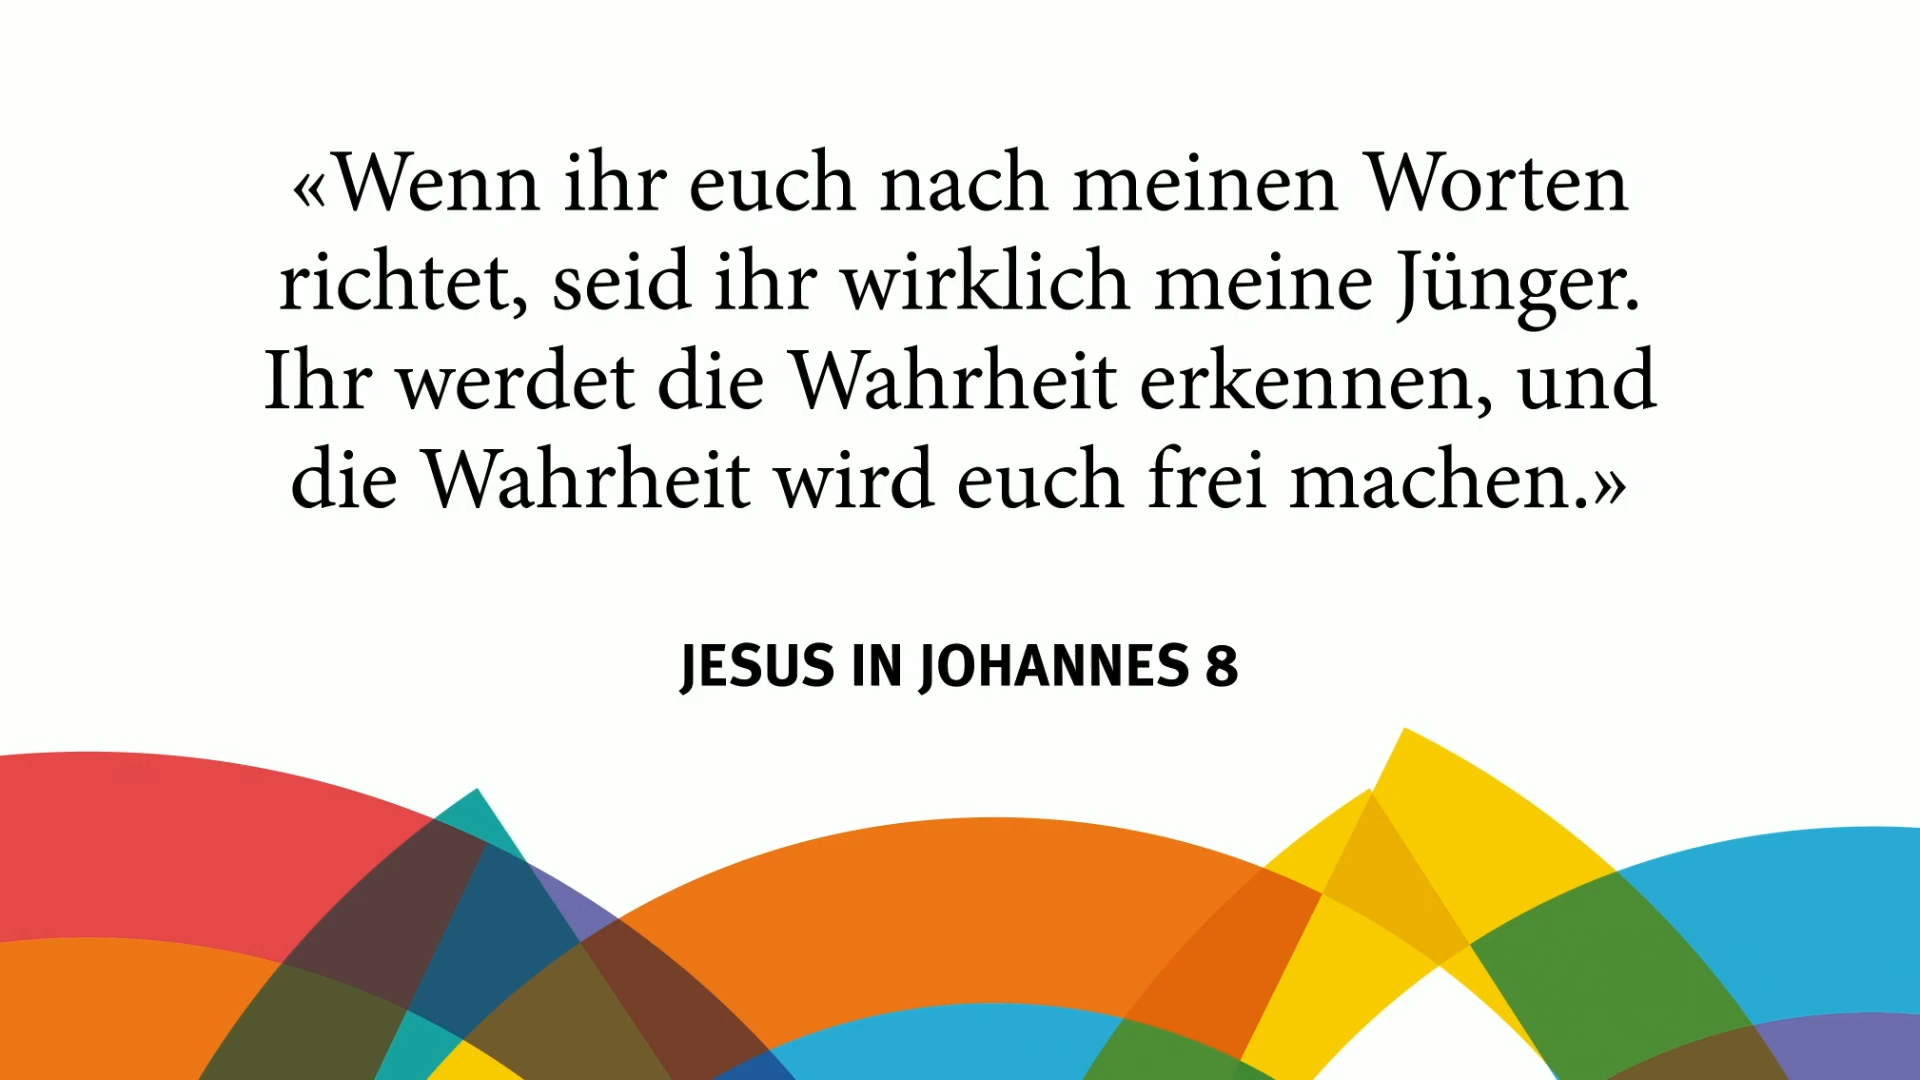 «Wenn ihr euch nach meinen Worten
richtet, seid ihr wirklich meine Jünger.
Ihr werdet die Wahrheit erkennen, und
die Wahrheit wird euch frei machen.»
JESUS IN JOHANNES 8